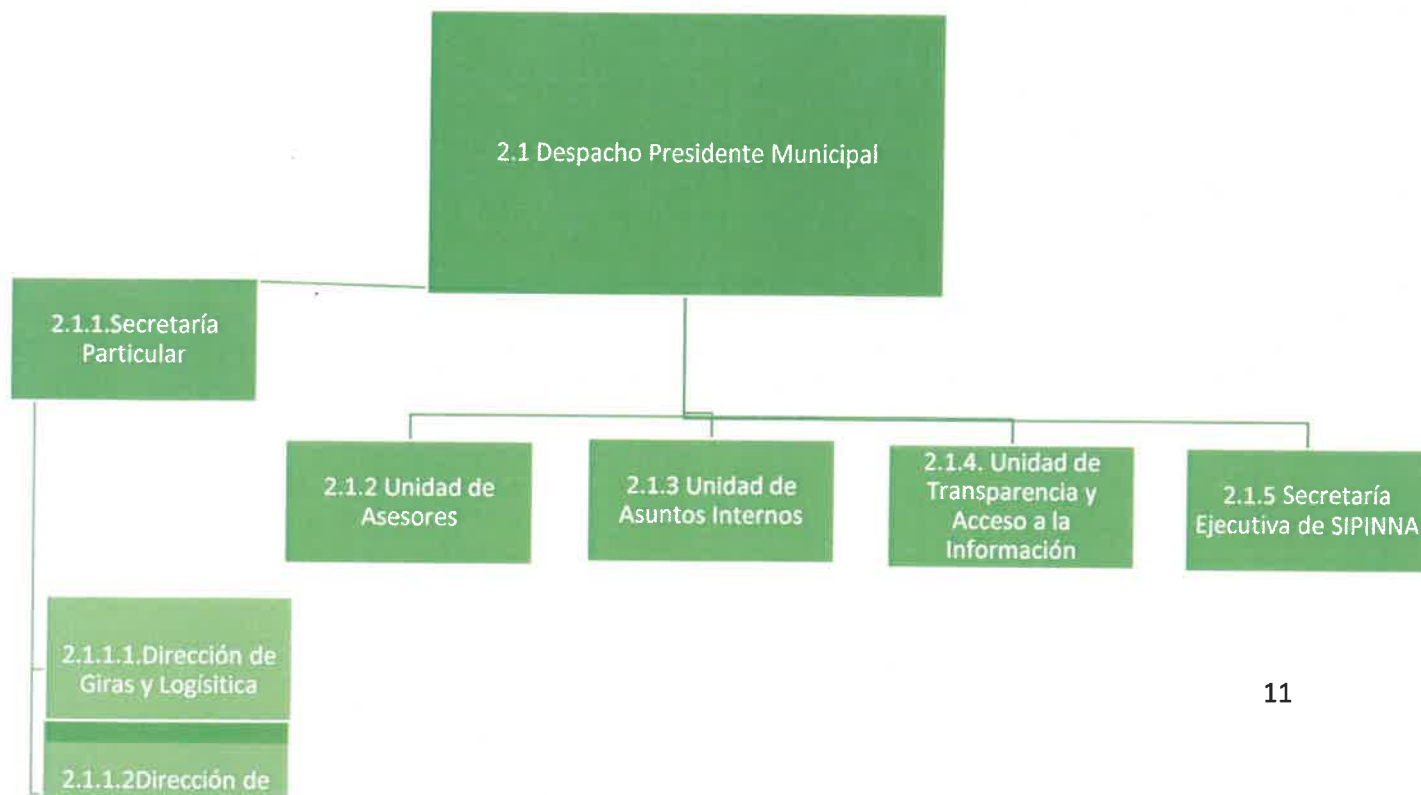 2.1 Despacho Presidente Municipal
2.1.1.Secretaría
Particular
2.1.2 Unidad de
Asesores
2.1.3 Unidad de
Asuntos Internos
2.1.4. Unidad de
Transparencia y
Acceso a la
Información
2.1.5 Secretaría
Ejecutiva de SIPINNA
2.1.1.1.Dirección de
Giras y Logísitica
11
2.1.1.2Dirección de